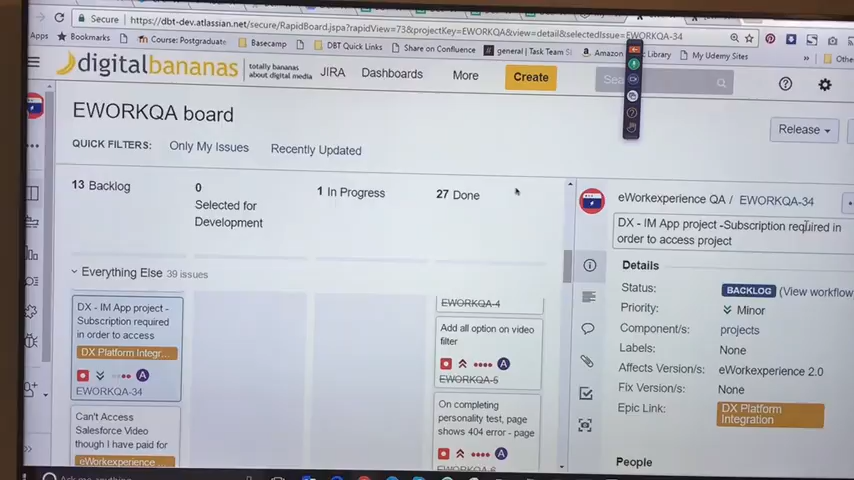 Secure
https://dbt-dev.atlassian.net/secure/RapidBoard.jspa?rapidView=73&projectKey=EWORKQA&view=detail&selectedIssue=EWORKQA-34
Apps Bookmarks Course: Postgraduate Basecamp DBT Quick Links Share on Confluence general | Task Team S Amazon Library My Udemy Sites » Other
digitalbananas
totally bananas
about digital media
JIRA Dashboards More Create Sea
EWORKQA board
Release
QUICK FILTERS: Only My Issues Recently Updated
13 Backlog
0
Selected for
Development
1 In Progress
27 Done
Everything Else 39 issues
DX - IM App project -
Subscription required
in order to access
DX Platform Integr...
A
EWORKQA-34
Can't Access
Salesforce Video
though I have paid for
eWorkexperience ...
EWORKQA-4
Add all option on video
filter
A
EWORKQA-5
On completing
personality test, page
shows 404 error - page
A
EWORKQA-6
eWorkexperience QA / EWORKQA-34
DX - IM App project -Subscription required in
order to access project
Details
Status: BACKLOG (View workflow
Priority: Minor
Component/s: projects
Labels: None
Affects Version/s: eWorkexperience 2.0
Fix Version/s: None
Epic Link: DX Platform
Integration
People
Ask me anything